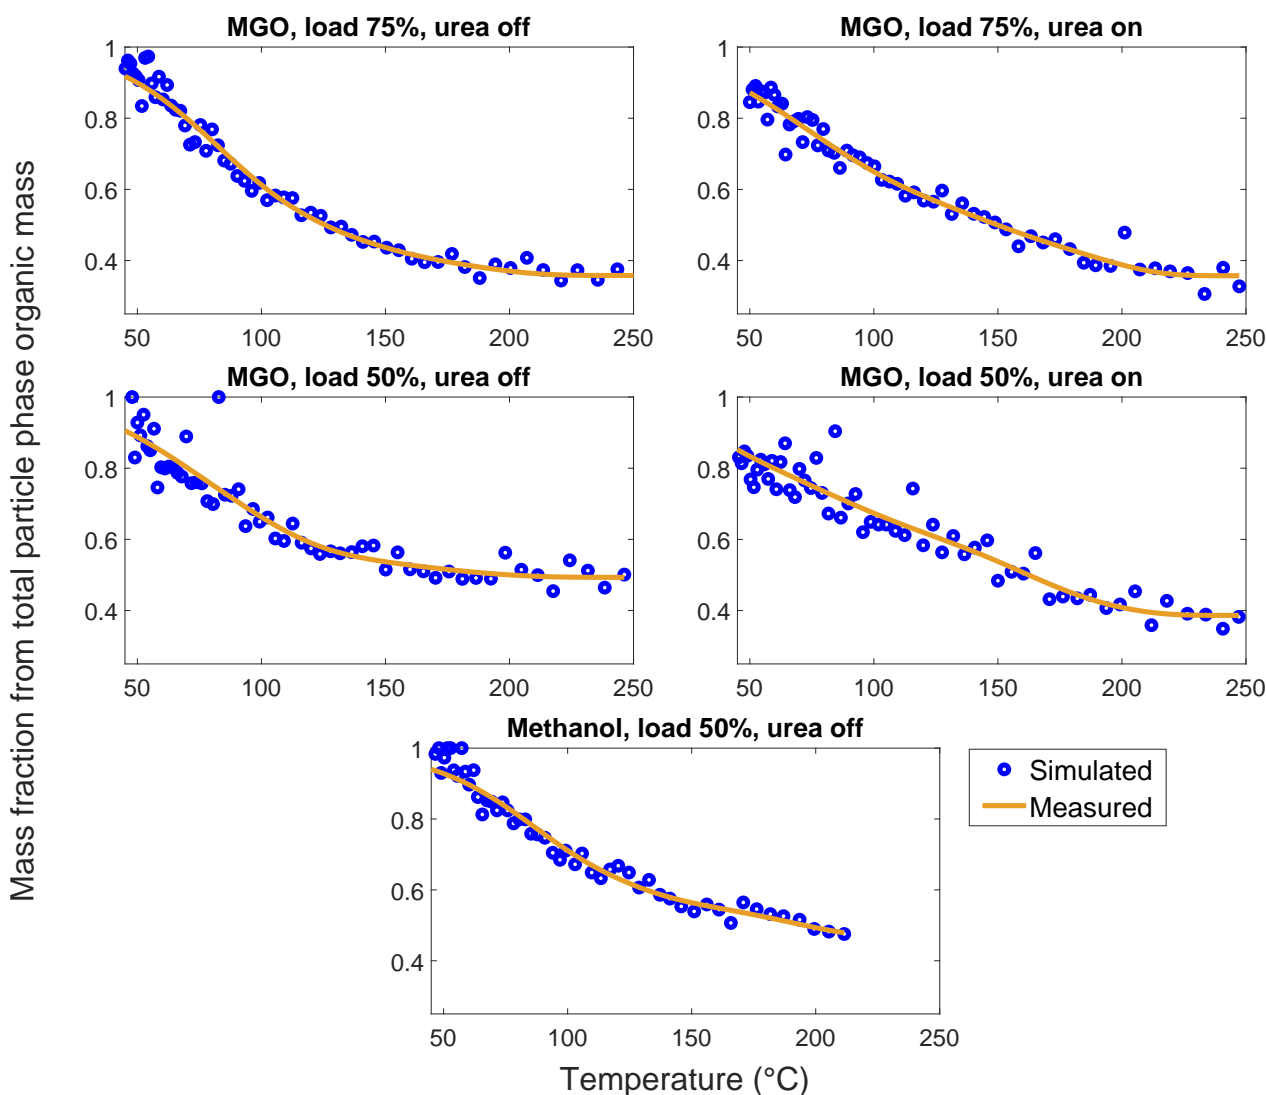 Mass fraction from total particle phase organic mass
MGO, load 75%, urea off
1
0.8
0.6
0.4
50 100 150 200 250
MGO, load 75%, urea on
1
0.8
0.6
0.4
50 100 150 200 250
MGO, load 50%, urea off
1
0.8
0.6
0.4
50 100 150 200 250
MGO, load 50%, urea on
1
0.8
0.6
0.4
50 100 150 200 250
Methanol, load 50%, urea off
1
0.8
0.6
0.4
50 100 150 200 250
Simulated
Measured
Temperature (°C)